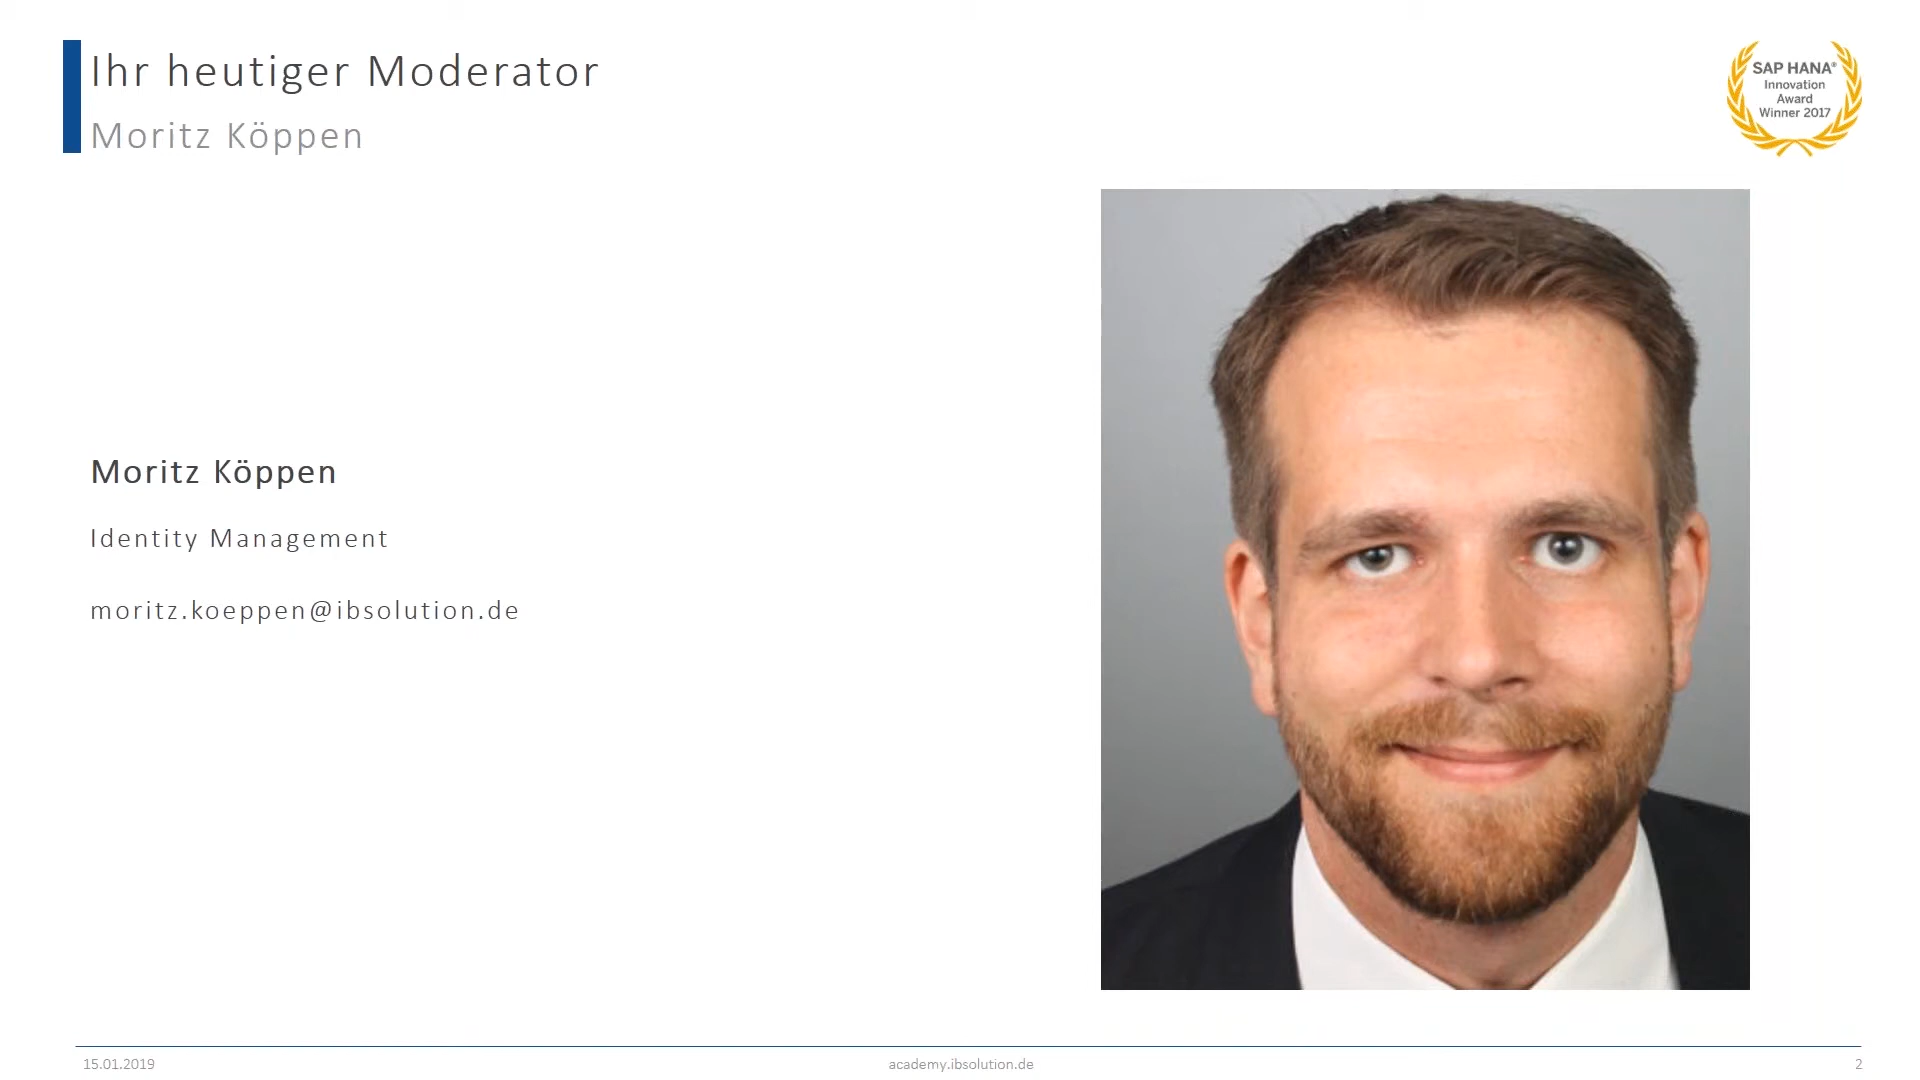 Ihr heutiger Moderator
Moritz Köppen
SAP HANA®
Innovation
Award
Winner 2017
Moritz Köppen
Identity Management
moritz.koeppen@ibsolution.de
15.01.2019
academy.ibsolution.de
2